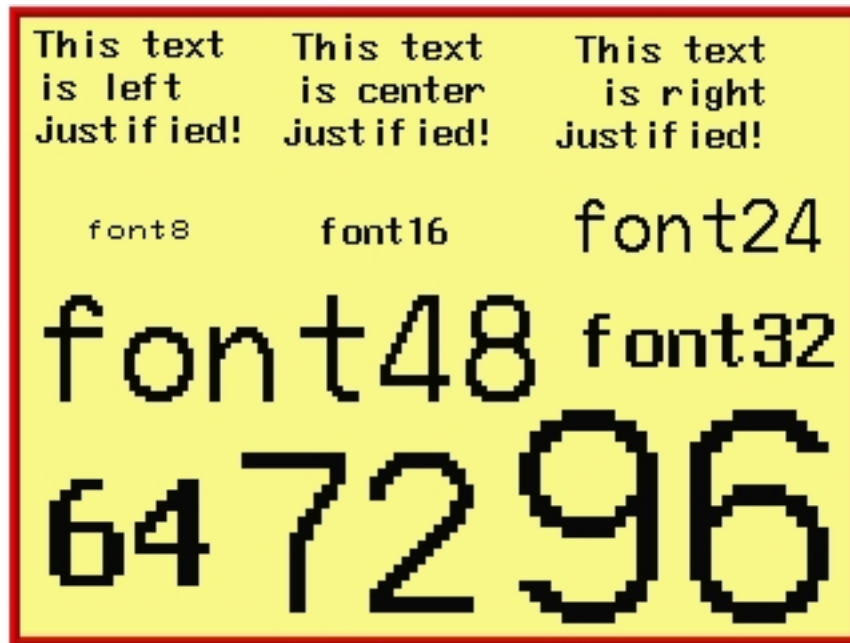 This text
is left
justified!
This text
is center
justified!
This text
is right
justified!
font8
font16
font24
font48
font32
64
72
96